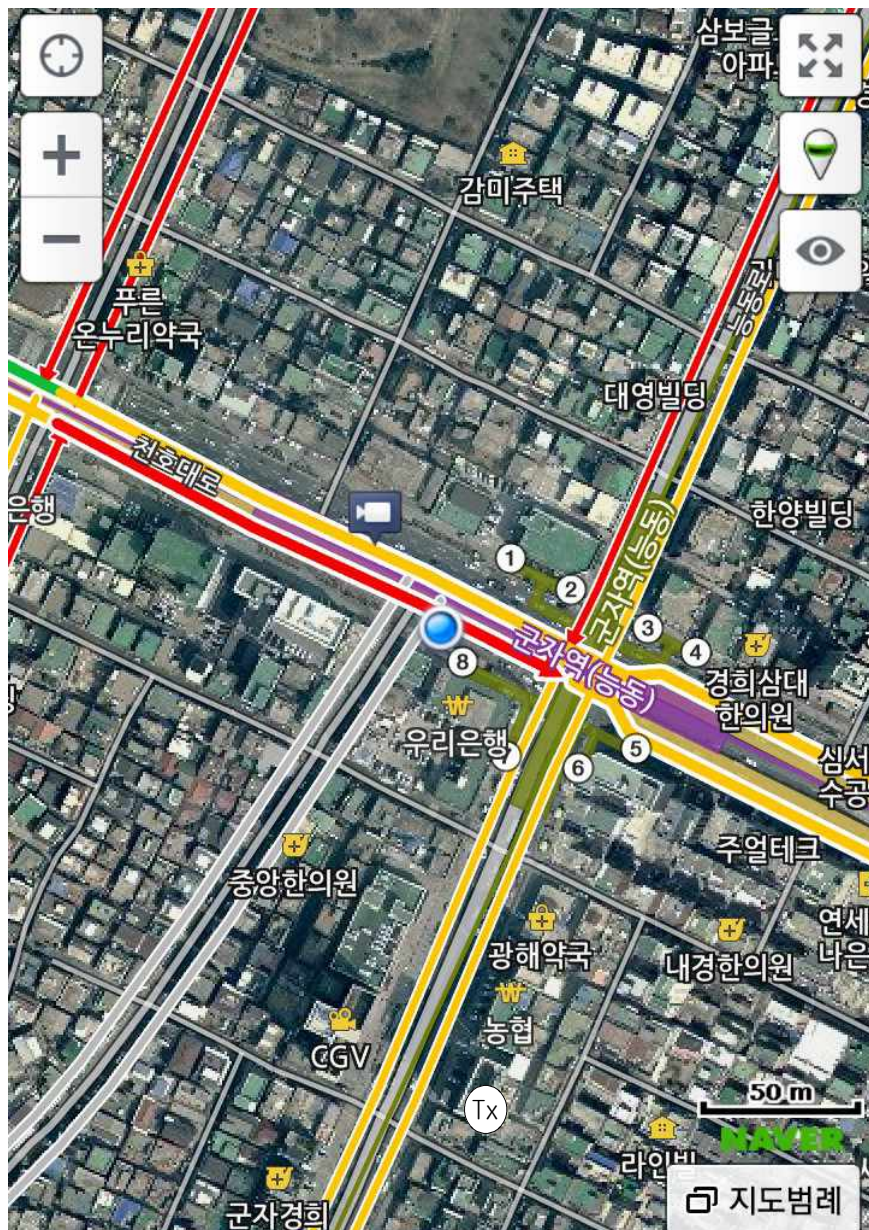 삼보글
아파
감미주택
푸른
온누리약국
능동로
대영빌딩
천호대로
은행
한양빌딩
군자역(능동)
1
2
3
4
군자역(능동)
8
경희삼대
한의원
우리은행
7
5
6
심서
수공
주얼테크
중앙한의원
광해약국
내경한의원
연세
나은
농협
CGV
Tx
50 m
NAVER
라인빌
군자경희
지도범례